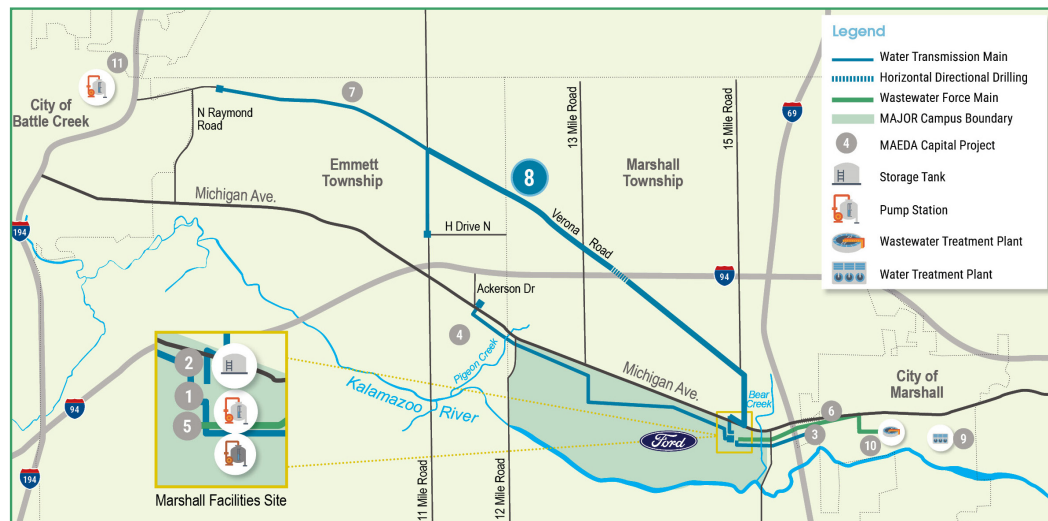 Legend
Water Transmission Main
Horizontal Directional Drilling
Wastewater Force Main
MAJOR Campus Boundary
4
MAEDA Capital Project
Storage Tank
Pump Station
Wastewater Treatment Plant
Water Treatment Plant
11
City of
Battle Creek
N Raymond
Road
7
Emmett
Township
13 Mile Road
Marshall
Township
15 Mile Road
69
8
Michigan Ave.
Verona
Road
194
H Drive N
94
Ackerson Dr
4
Pigeon Creek
Kalamazoo
River
Michigan Ave.
Bear
Creek
City of
Marshall
2
1
5
Marshall Facilities Site
94
194
11 Mile Road
12 Mile Road
Ford
6
3
10
9